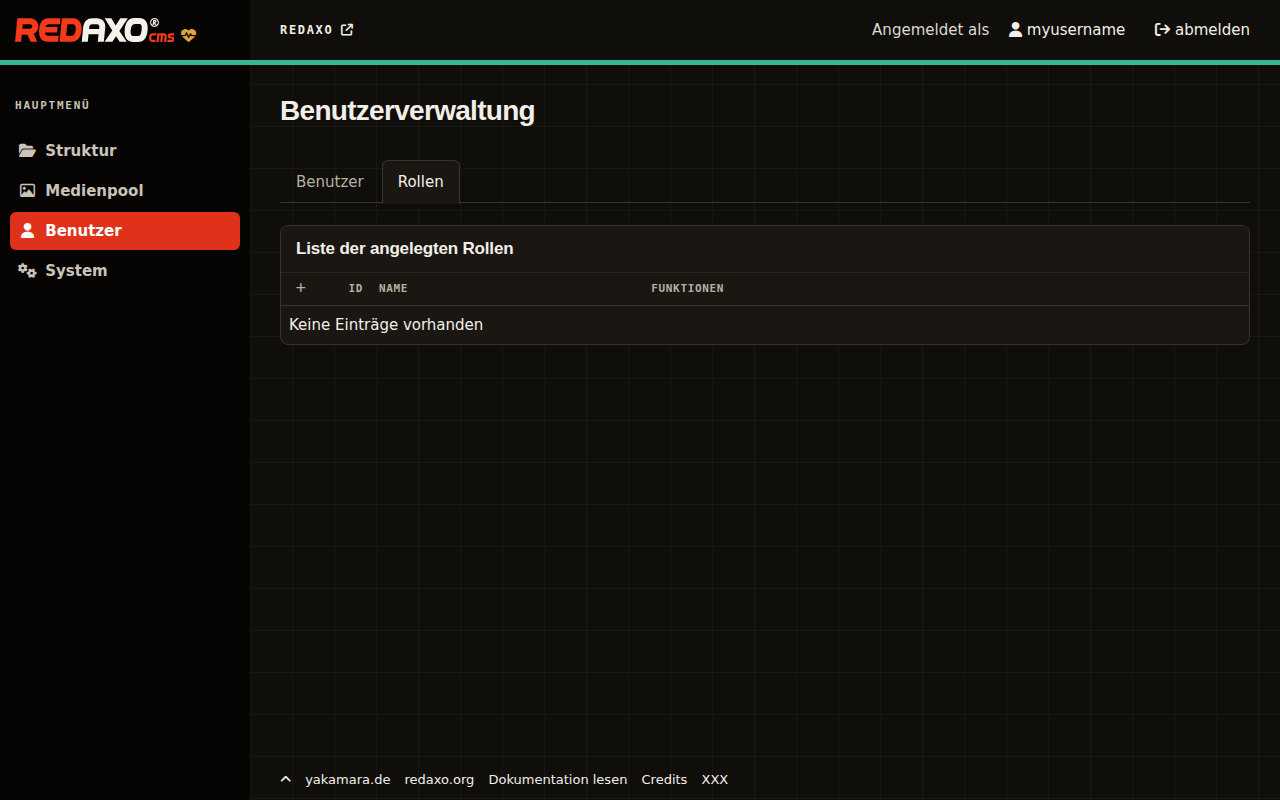 REDAXO® cms
REDAXO
Angemeldet als myusername abmelden
HAUPTMENÜ
Struktur
Medienpool
Benutzer
System
Benutzerverwaltung
Benutzer Rollen
Liste der angelegten Rollen
+ ID NAME FUNKTIONEN
Keine Einträge vorhanden
yakamara.de redaxo.org Dokumentation lesen Credits XXX